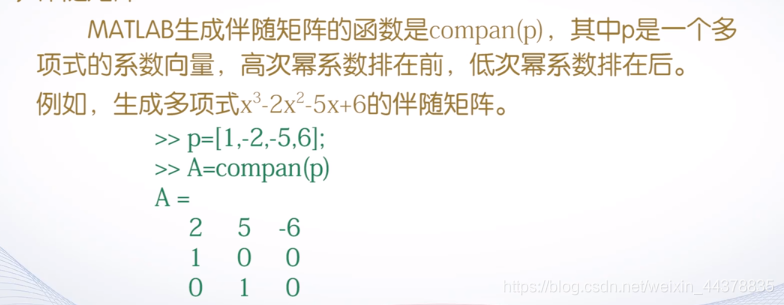 MATLAB生成伴随矩阵的函数是compan(p)，其中p是一个多
项式的系数向量，高次幂系数排在前，低次幂系数排在后。
例如，生成多项式x³-2x²-5x+6的伴随矩阵。
>> p=[1,-2,-5,6];
>> A=compan(p)
A =
2 5 -6
1 0 0
0 1 0
https://blog.csdn.net/weixin_44378835